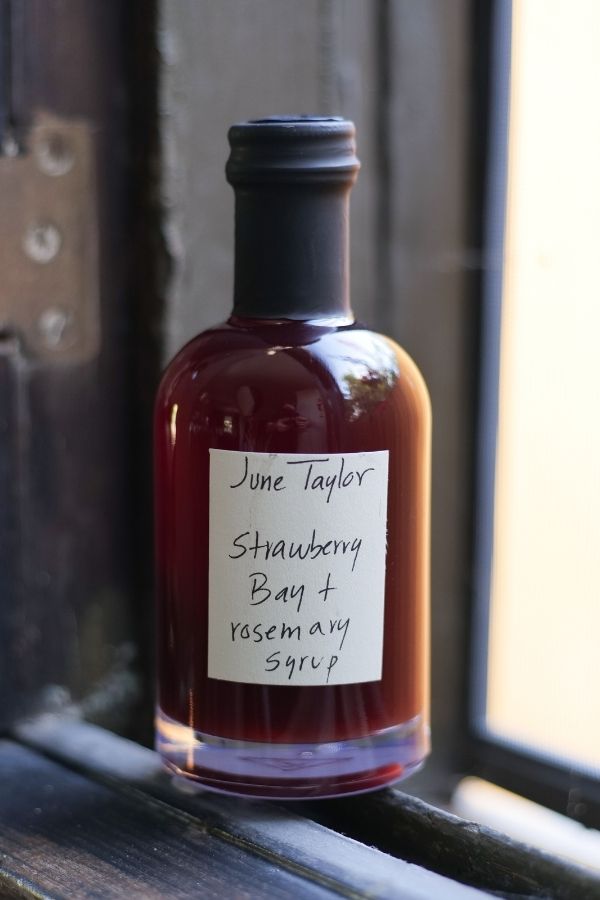 June Taylor
Strawberry
Bay +
rosemary
Syrup